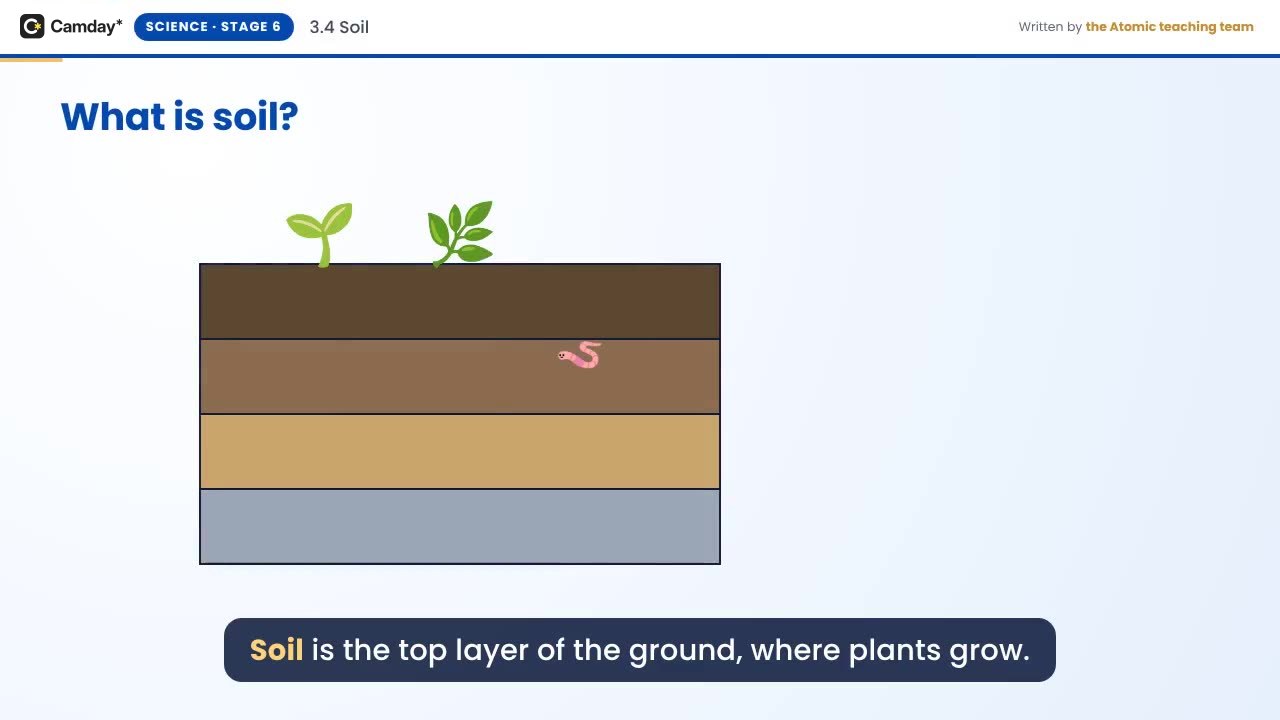 Camday*
SCIENCE · STAGE 6
3.4 Soil
Written by the Atomic teaching team
What is soil?
Soil is the top layer of the ground, where plants grow.